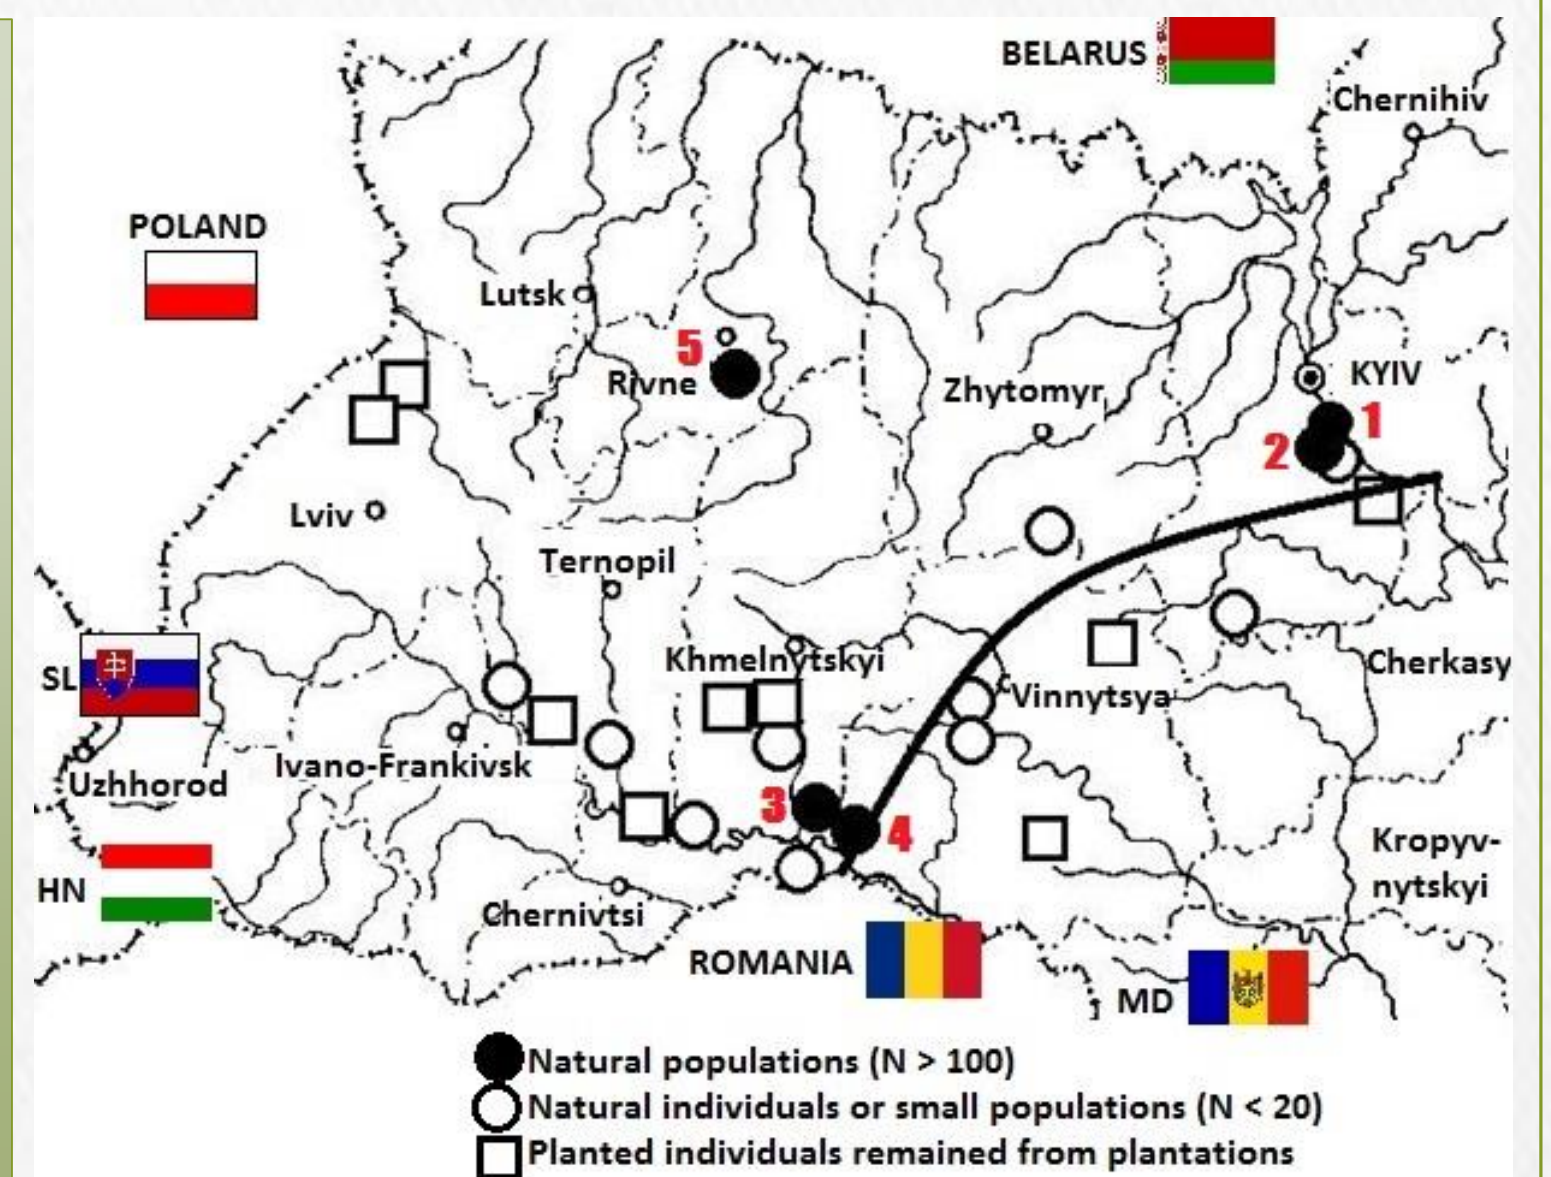 BELARUS
Chernihiv
POLAND
Lutsk
5
Rivne
Zhytomyr
KYIV
1
2
Lviv
Ternopil
SL
Khmelnytskyi
Cherkasy
Vinnytsya
Uzhhorod
Ivano-Frankivsk
3
4
HN
Chernivtsi
Kropyv-
nytskyi
ROMANIA
MD
Natural populations (N > 100)
Natural individuals or small populations (N < 20)
Planted individuals remained from plantations